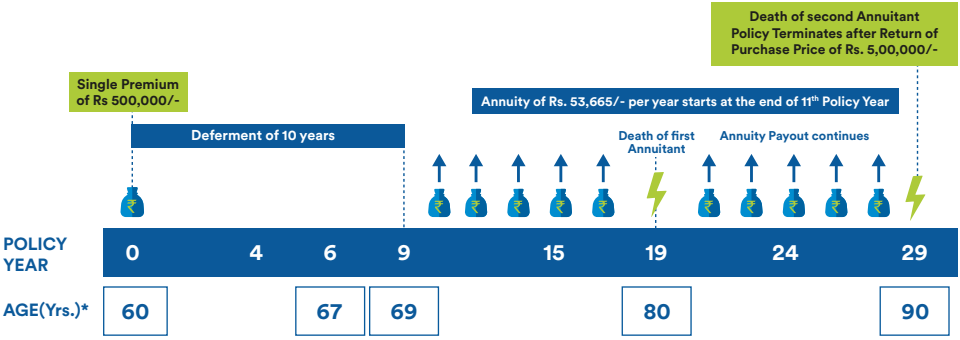 Death of second Annuitant
Policy Terminates after Return of
Purchase Price of Rs. 5,00,000/-
Single Premium
of Rs 500,000/-
Annuity of Rs. 53,665/- per year starts at the end of 11th Policy Year
Deferment of 10 years
Death of first
Annuitant
Annuity Payout continues
₹ ₹ ₹ ₹ ₹ ₹ ₹ ₹ ₹ ₹ ₹
POLICY
YEAR
0 4 6 9 15 19 24 29
AGE(Yrs.)* 60 67 69 80 90